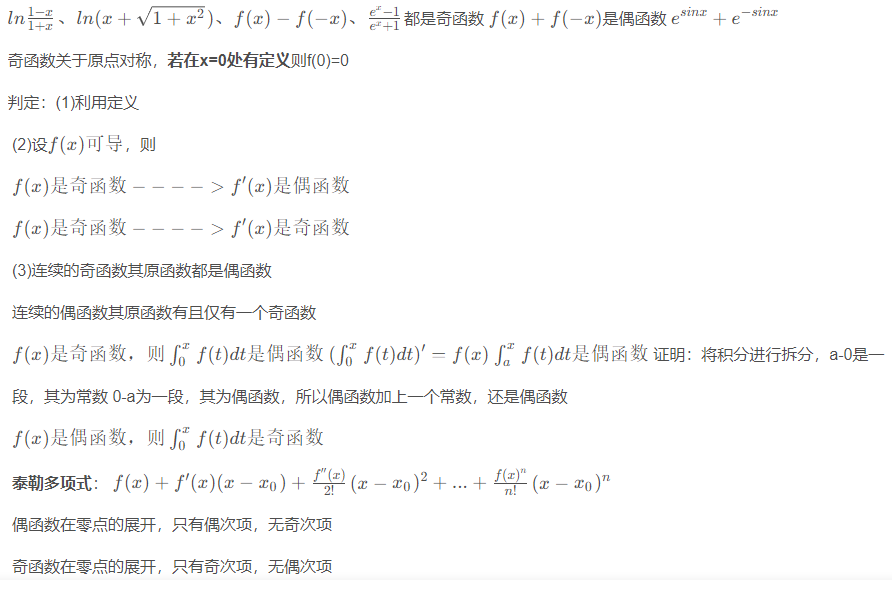 $ln\frac{1-x}{1+x}$、$ln(x+\sqrt{1+x^2})$、$f(x)-f(-x)$、$\frac{e^x-1}{e^x+1}$ 都是奇函数 $f(x)+f(-x)$是偶函数 $e^{sinx}+e^{-sinx}$
奇函数关于原点对称，若在x=0处有定义则f(0)=0
判定：(1)利用定义
(2)设$f(x)$可导，则
$f(x)$是奇函数$---->f'(x)$是偶函数
$f(x)$是奇函数$---->f'(x)$是奇函数
(3)连续的奇函数其原函数都是偶函数
连续的偶函数其原函数有且仅有一个奇函数
$f(x)$是奇函数，则$\int_0^x f(t)dt$是偶函数$(\int_0^x f(t)dt)'=f(x)\int_a^x f(t)dt$是偶函数 证明：将积分进行拆分，a-0是一
段，其为常数 0-a为一段，其为偶函数，所以偶函数加上一个常数，还是偶函数
$f(x)$是偶函数，则$\int_0^x f(t)dt$是奇函数
泰勒多项式：$f(x)+f'(x)(x-x_0)+\frac{f''(x)}{2!}(x-x_0)^2+...+\frac{f(x)^n}{n!}(x-x_0)^n$
偶函数在零点的展开，只有偶次项，无奇次项
奇函数在零点的展开，只有奇次项，无偶次项